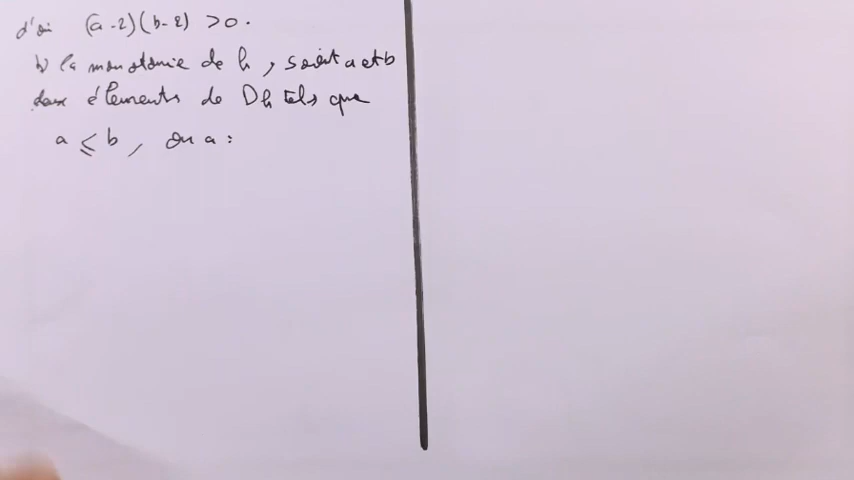 d'où (a-2)(b-2) >0.
b) la monotonie de h, soient a et b
deux éléments de Dh tels que
a ⩽ b, on a :